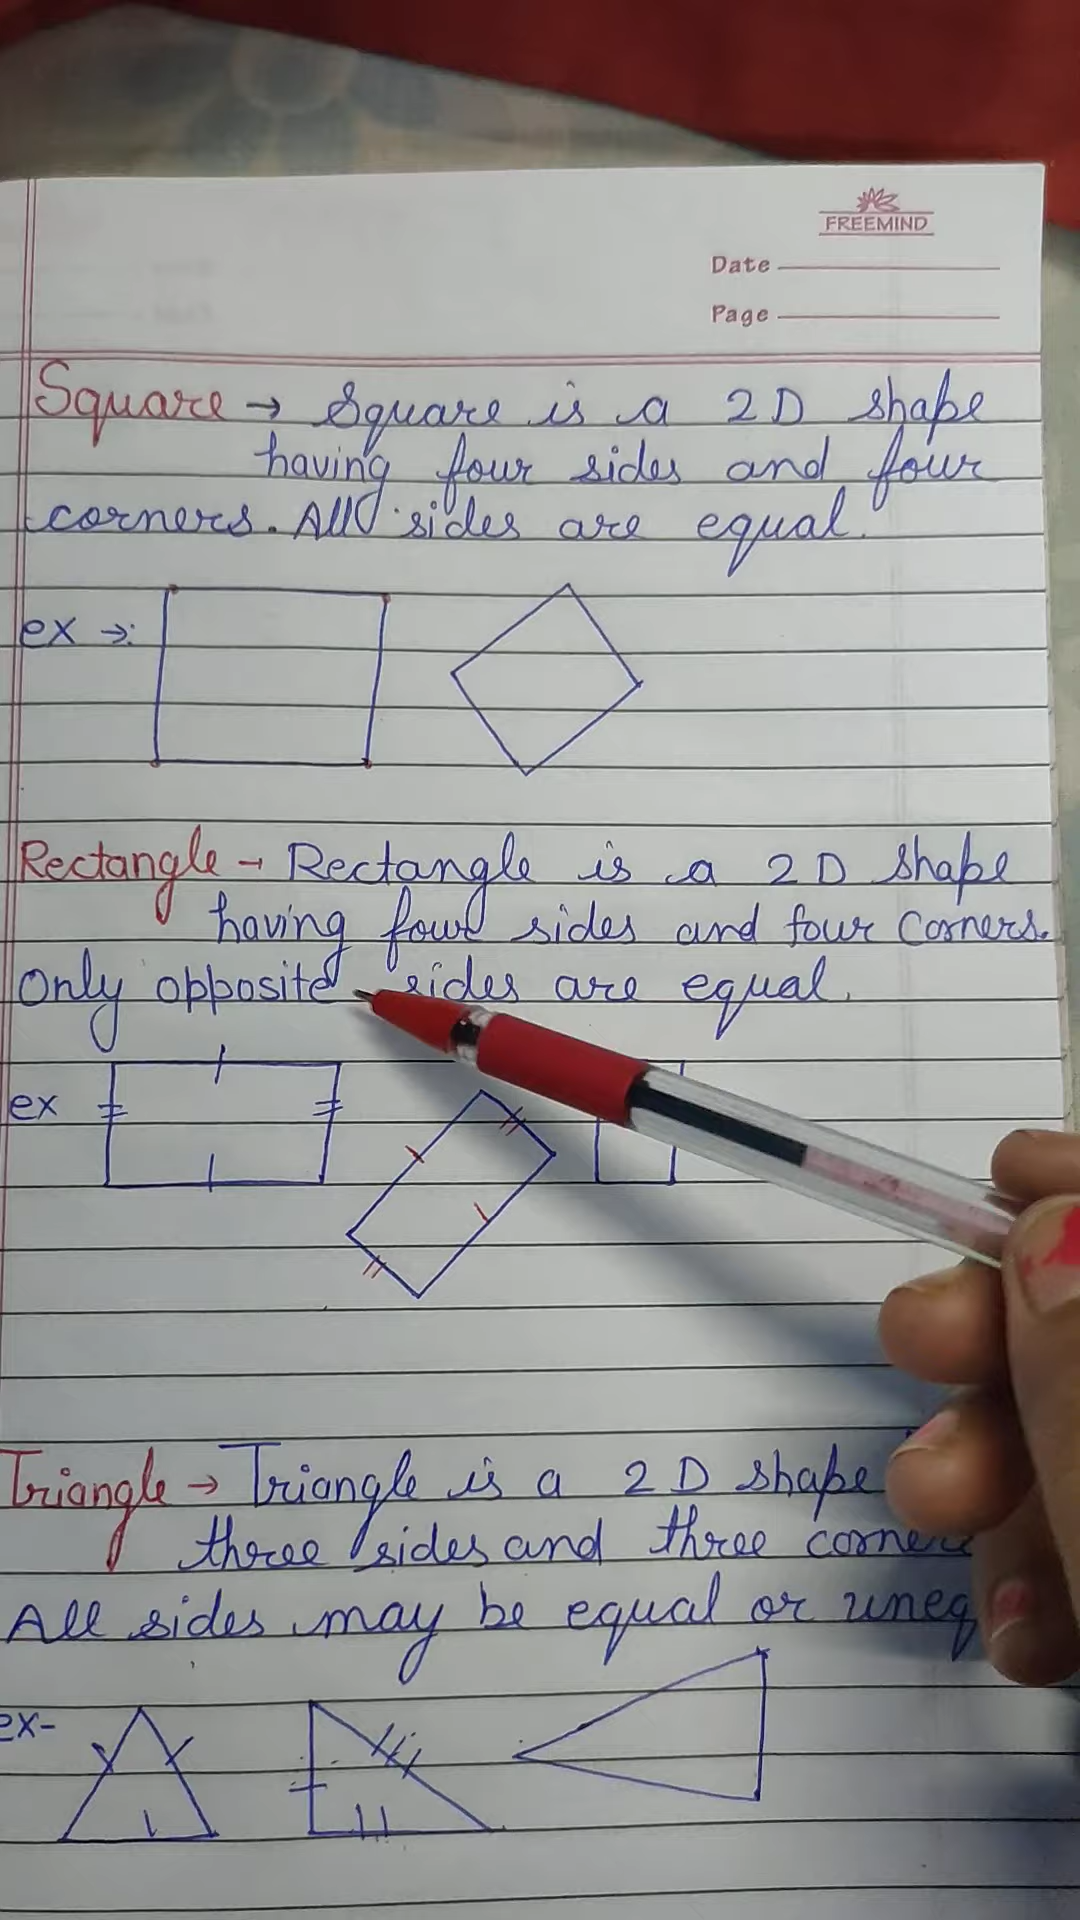 FREEMIND
Date
Page
Square → Square is a 2D shape
having four sides and four
corners. All sides are equal.
ex →:
Rectangle → Rectangle is a 2D shape
having four sides and four corners.
Only opposite sides are equal.
ex
Triangle → Triangle is a 2D shape
three sides and three
All sides may be equal or
ex-